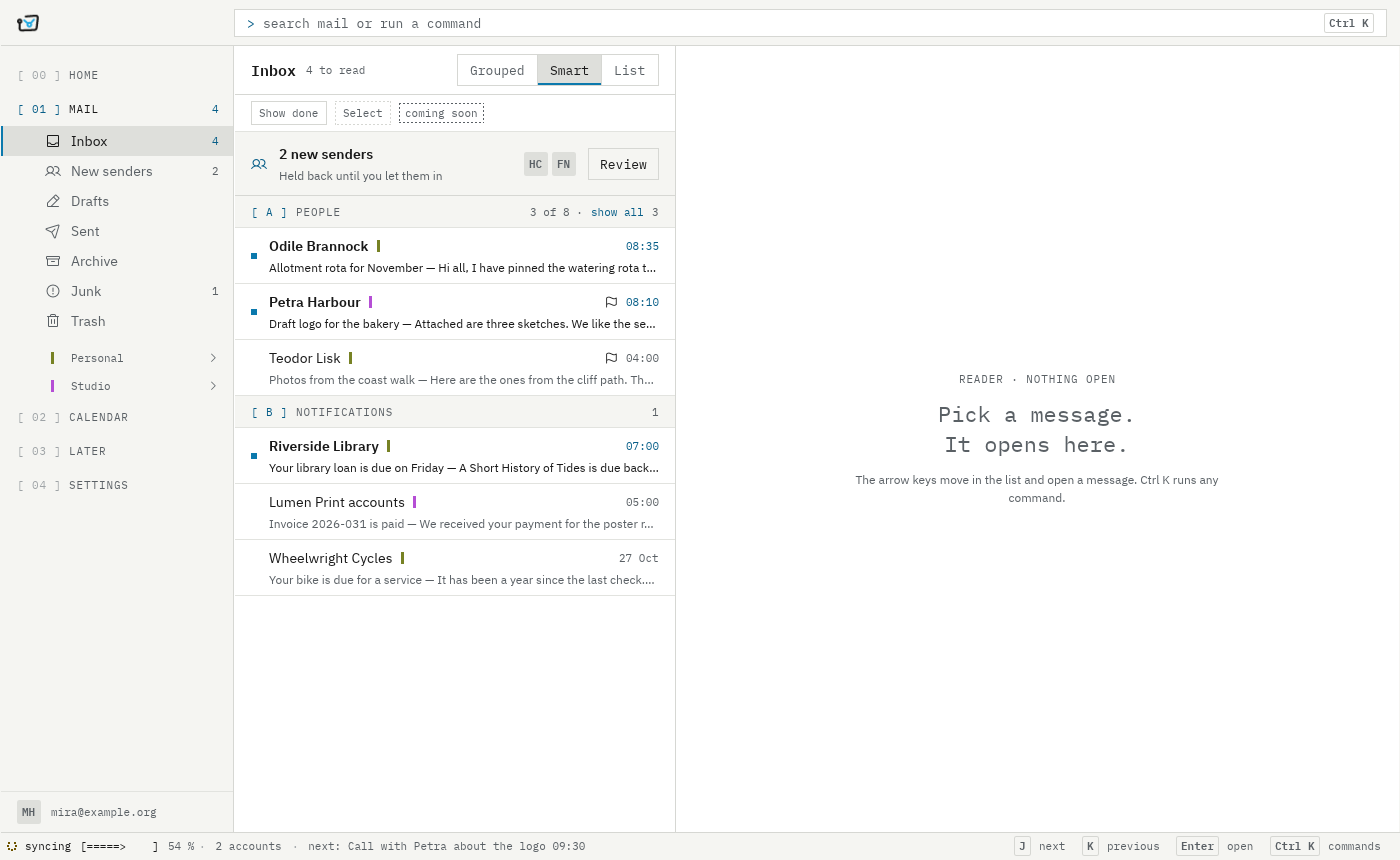 > search mail or run a command Ctrl K
[ 00 ] HOME
[ 01 ] MAIL 4
Inbox 4
New senders 2
Drafts
Sent
Archive
Junk 1
Trash
Personal
Studio
[ 02 ] CALENDAR
[ 03 ] LATER
[ 04 ] SETTINGS
MH mira@example.org
Inbox 4 to read Grouped Smart List
Show done Select coming soon
2 new senders
Held back until you let them in
HC FN Review
[ A ] PEOPLE 3 of 8 · show all 3
Odile Brannock 08:35
Allotment rota for November — Hi all, I have pinned the watering rota t…
Petra Harbour 08:10
Draft logo for the bakery — Attached are three sketches. We like the se…
Teodor Lisk 04:00
Photos from the coast walk — Here are the ones from the cliff path. Th…
[ B ] NOTIFICATIONS 1
Riverside Library 07:00
Your library loan is due on Friday — A Short History of Tides is due back…
Lumen Print accounts 05:00
Invoice 2026-031 is paid — We received your payment for the poster r…
Wheelwright Cycles 27 Oct
Your bike is due for a service — It has been a year since the last check.…
READER · NOTHING OPEN
Pick a message.
It opens here.
The arrow keys move in the list and open a message. Ctrl K runs any
command.
syncing [=====> ] 54 % · 2 accounts · next: Call with Petra about the logo 09:30
J next K previous Enter open Ctrl K commands